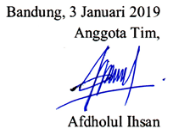 Bandung, 3 Januari 2019
Anggota Tim,
Afdholul Ihsan